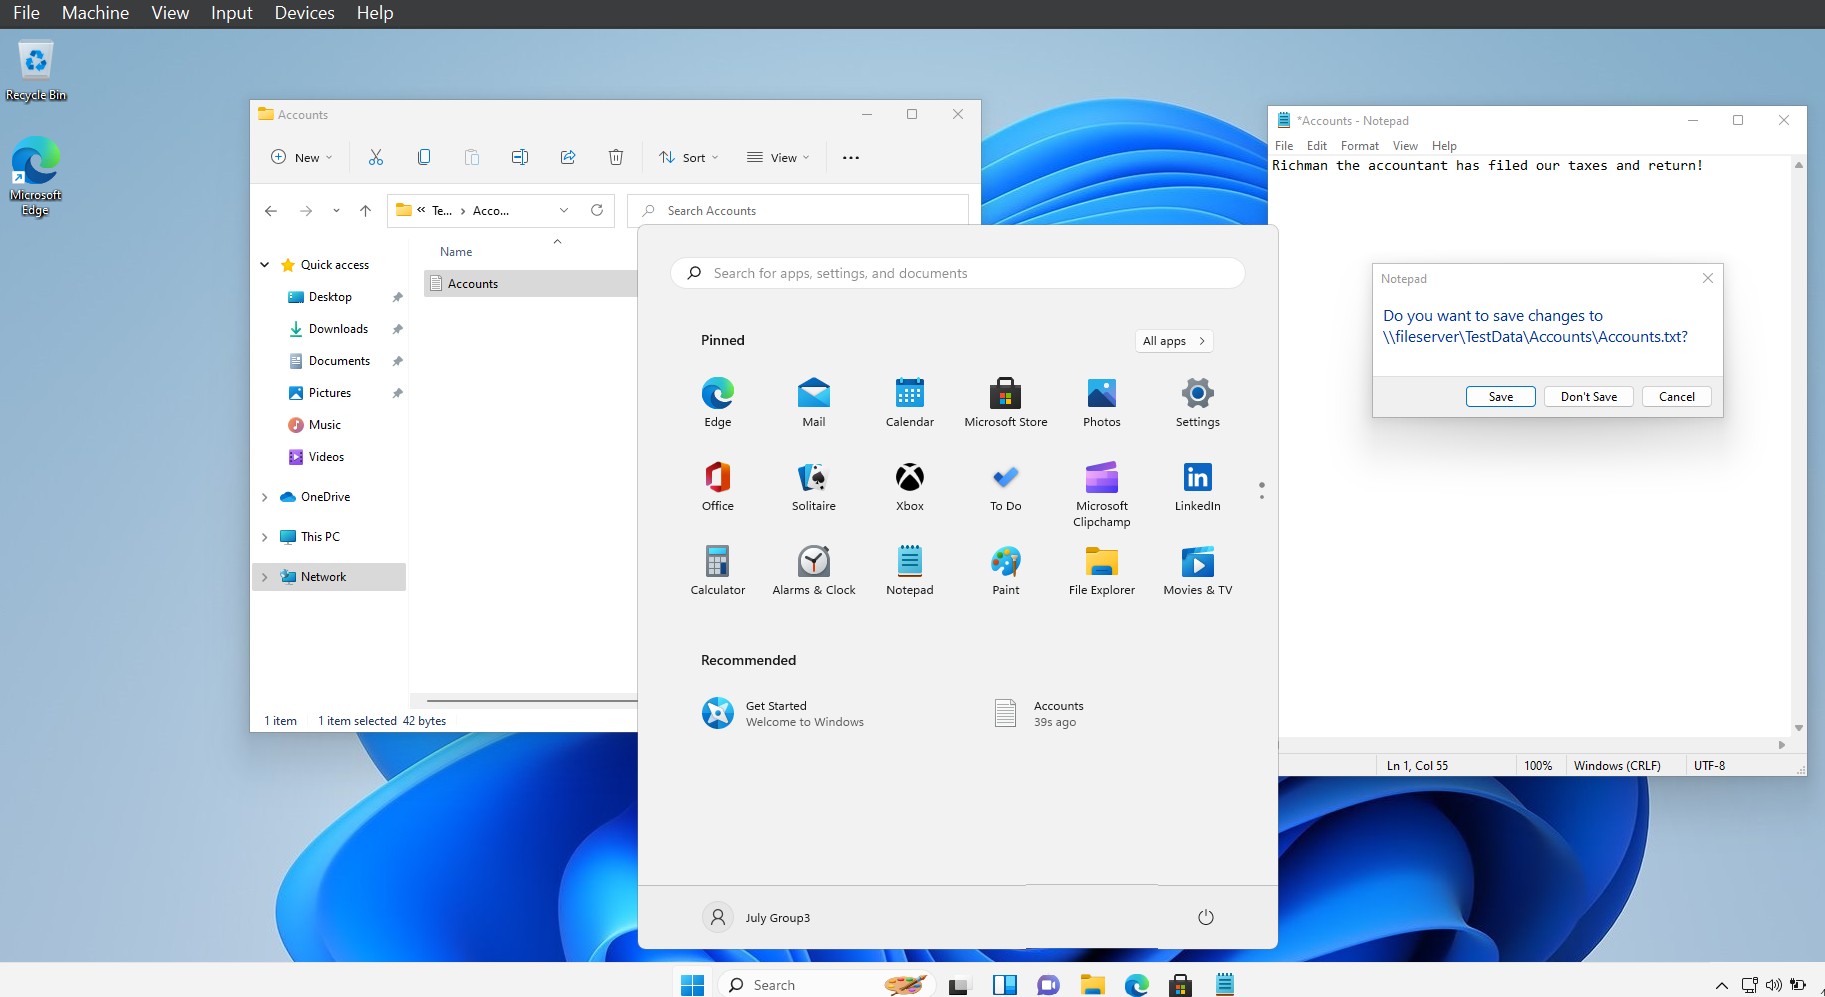 File Machine View Input Devices Help
Recycle Bin
Microsoft
Edge
Accounts
New
Sort
View
« Te... › Acco...
Search Accounts
Name
Quick access
Accounts
Desktop
Downloads
Documents
Pictures
Music
Videos
OneDrive
This PC
Network
1 item 1 item selected 42 bytes
*Accounts - Notepad
File Edit Format View Help
Richman the accountant has filed our taxes and return!
Notepad
Do you want to save changes to
\\fileserver\TestData\Accounts\Accounts.txt?
Save Don't Save Cancel
Ln 1, Col 55 100% Windows (CRLF) UTF-8
Search for apps, settings, and documents
Pinned
All apps
Edge Mail Calendar Microsoft Store Photos Settings
Office Solitaire Xbox To Do Microsoft Clipchamp LinkedIn
Calculator Alarms & Clock Notepad Paint File Explorer Movies & TV
Recommended
Get Started
Welcome to Windows
Accounts
39s ago
July Group3
Search